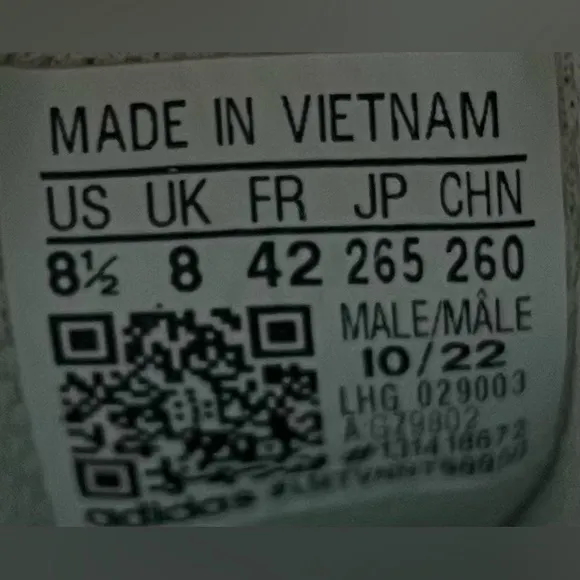 MADE IN VIETNAM
US UK FR JP CHN
8½ 8 42 265 260
MALE/MÂLE
10/22
LHG 029003
adidas